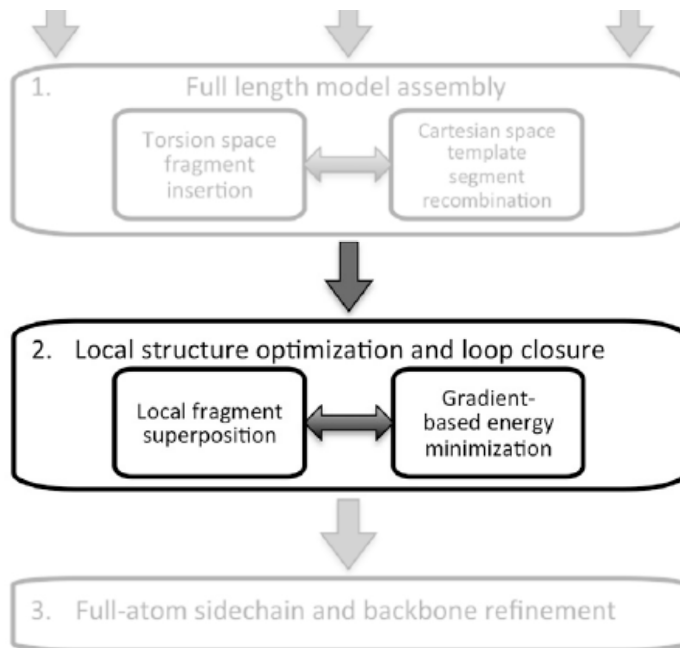 1. Full length model assembly
Torsion space
fragment
insertion
Cartesian space
template
segment
recombination
2. Local structure optimization and loop closure
Local fragment
superposition
Gradient-
based energy
minimization
3. Full-atom sidechain and backbone refinement